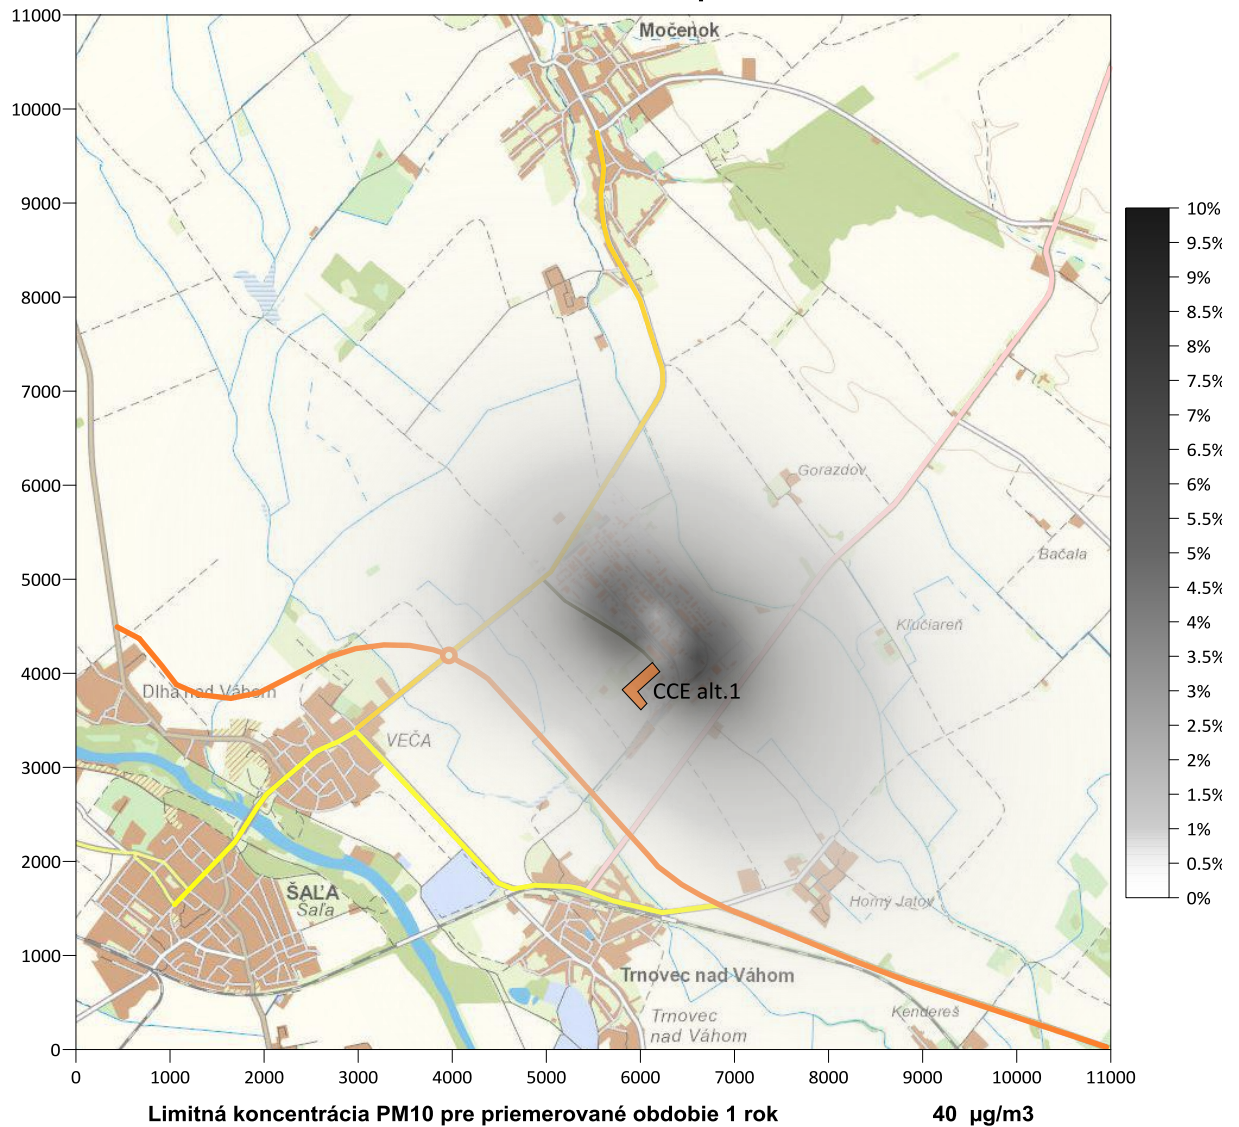 11000
10000
9000
8000
7000
6000
5000
4000
3000
2000
1000
0
Močenok
Gorazdov
Bačala
Kľučiareň
CCE alt.1
Dlhá nad Váhom
VEČA
ŠAĽA
Šaľa
Horný Jatov
Trnovec nad Váhom
Trnovec
nad Váhom
Kendereš
10%
9.5%
9%
8.5%
8%
7.5%
7%
6.5%
6%
5.5%
5%
4.5%
4%
3.5%
3%
2.5%
2%
1.5%
1%
0.5%
0%
0 1000 2000 3000 4000 5000 6000 7000 8000 9000 10000 11000
Limitná koncentrácia PM10 pre priemerované obdobie 1 rok 40 µg/m3